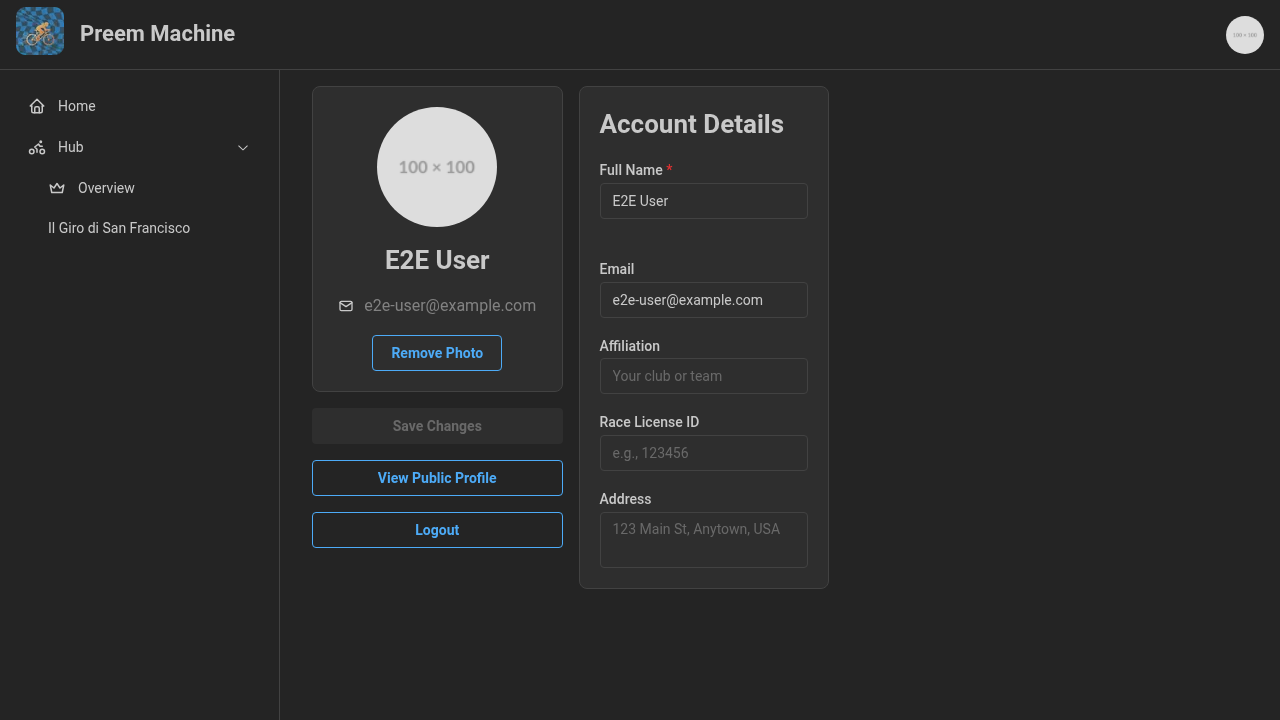 Preem Machine
100 × 100
Home
Hub
Overview
Il Giro di San Francisco
100 × 100
E2E User
e2e-user@example.com
Remove Photo
Save Changes
View Public Profile
Logout
Account Details
Full Name *
E2E User
Email
e2e-user@example.com
Affiliation
Your club or team
Race License ID
e.g., 123456
Address
123 Main St, Anytown, USA